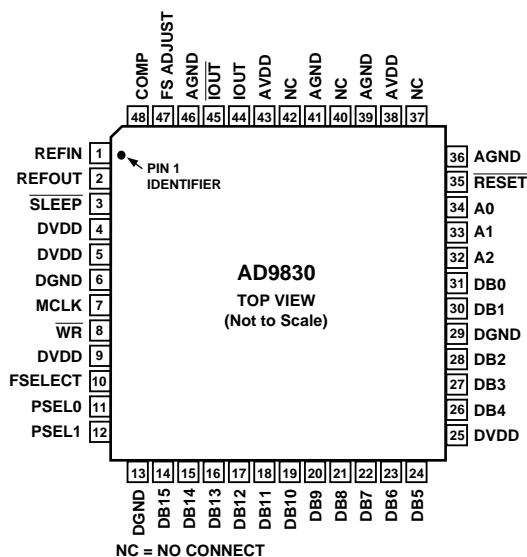 COMP
FS ADJUST
AGND
IOUT
IOUT
AVDD
NC
AGND
NC
AGND
AVDD
NC
48 47 46 45 44 43 42 41 40 39 38 37
REFIN 1
REFOUT 2
SLEEP 3
DVDD 4
DVDD 5
DGND 6
MCLK 7
WR 8
DVDD 9
FSELECT 10
PSEL0 11
PSEL1 12
PIN 1
IDENTIFIER
AD9830
TOP VIEW
(Not to Scale)
36 AGND
35 RESET
34 A0
33 A1
32 A2
31 DB0
30 DB1
29 DGND
28 DB2
27 DB3
26 DB4
25 DVDD
13 14 15 16 17 18 19 20 21 22 23 24
DGND
DB15
DB14
DB13
DB12
DB11
DB10
DB9
DB8
DB7
DB6
DB5
NC = NO CONNECT